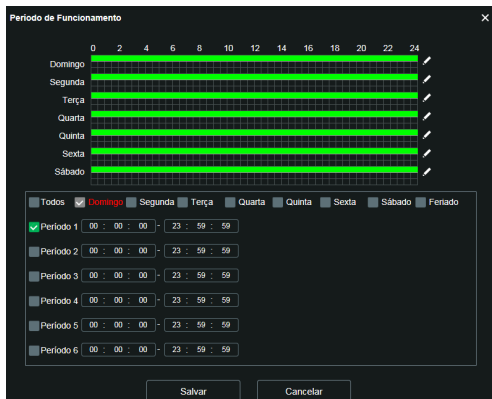 Período de Funcionamento
0 2 4 6 8 10 12 14 16 18 20 22 24
Domingo
Segunda
Terça
Quarta
Quinta
Sexta
Sábado
Todos Domingo Segunda Terça Quarta Quinta Sexta Sábado Feriado
Período 1 00 : 00 : 00 - 23 : 59 : 59
Período 2 00 : 00 : 00 - 23 : 59 : 59
Período 3 00 : 00 : 00 - 23 : 59 : 59
Período 4 00 : 00 : 00 - 23 : 59 : 59
Período 5 00 : 00 : 00 - 23 : 59 : 59
Período 6 00 : 00 : 00 - 23 : 59 : 59
Salvar Cancelar